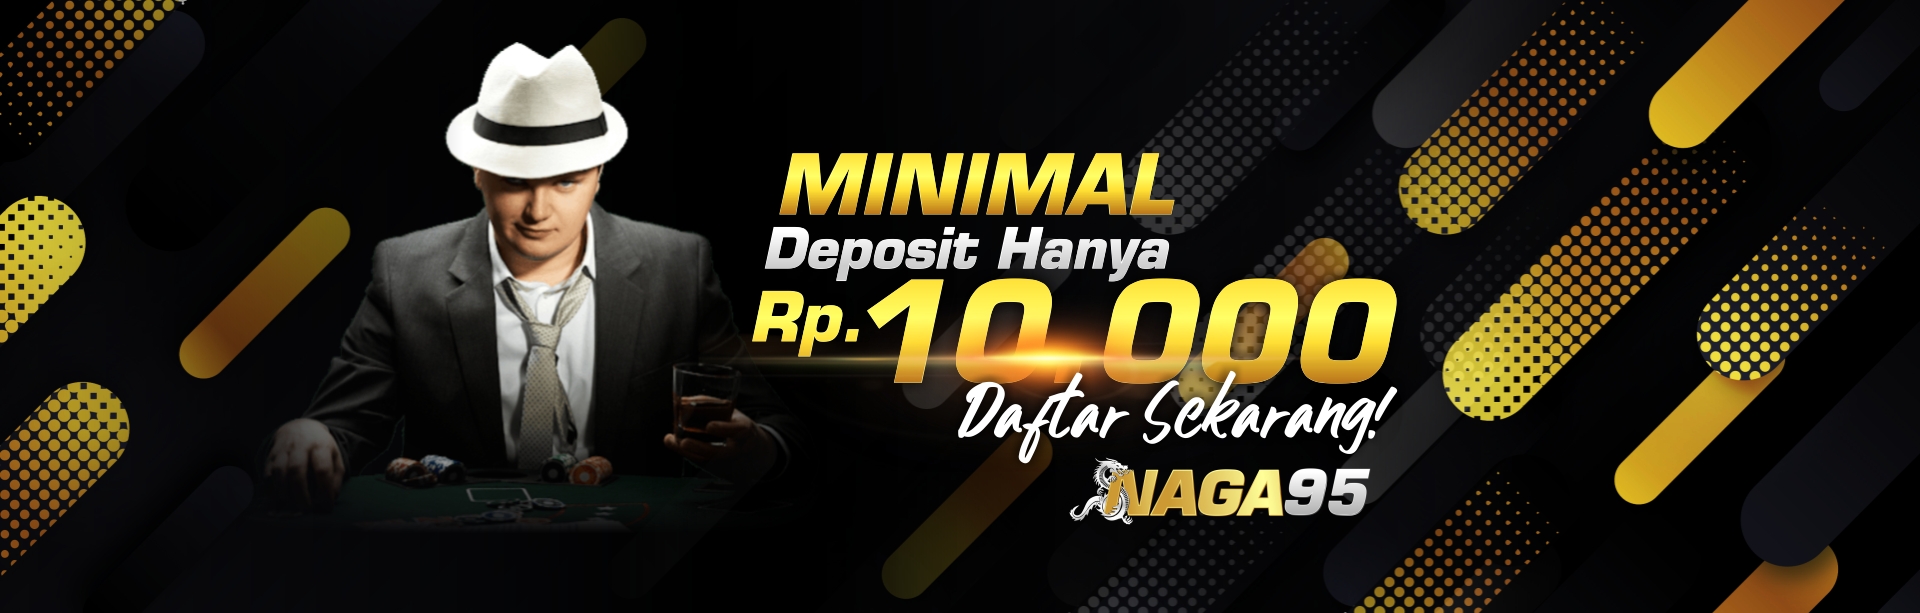 MINIMAL
Deposit Hanya
Rp.10.000
Daftar Sekarang!
NAGA95